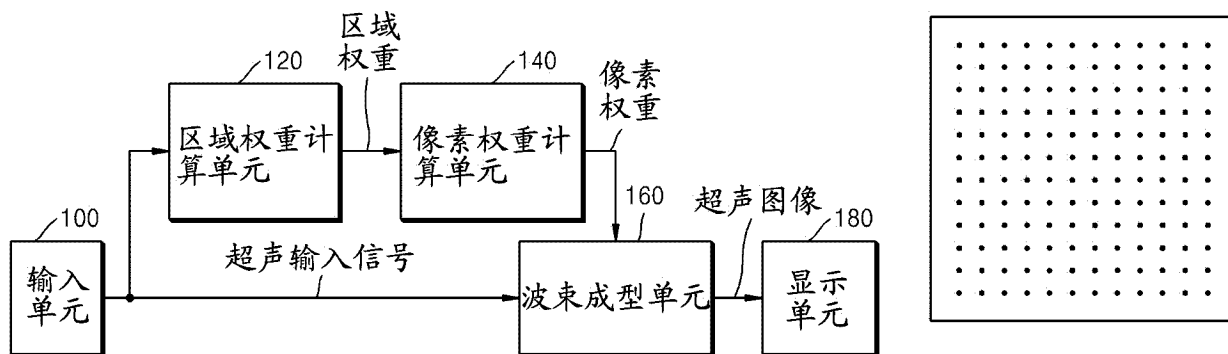 区域
权重
120
140
像素
权重
区域权重计
算单元
像素权重计
算单元
100
160
超声图像
180
输入
单元
超声输入信号
波束成型单元
显示
单元